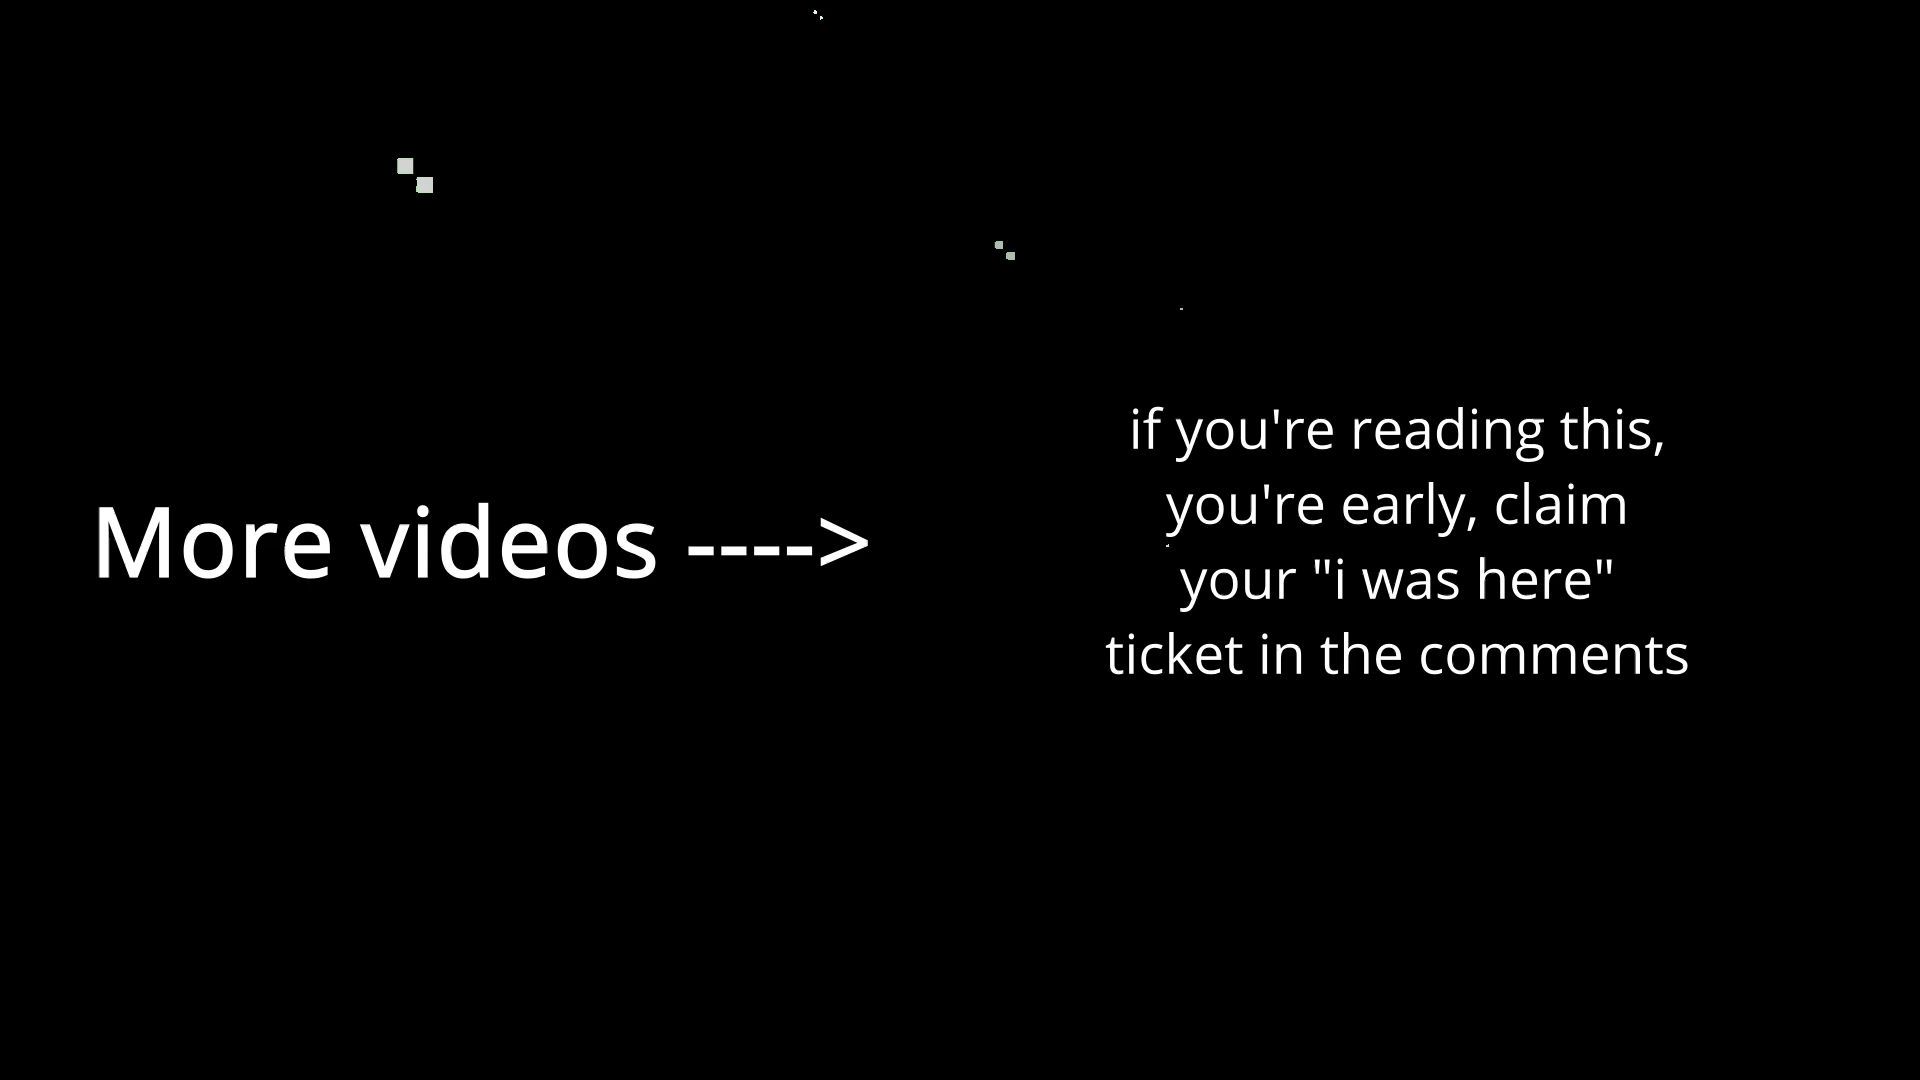 More videos ---->
if you're reading this,
you're early, claim
your "i was here"
ticket in the comments